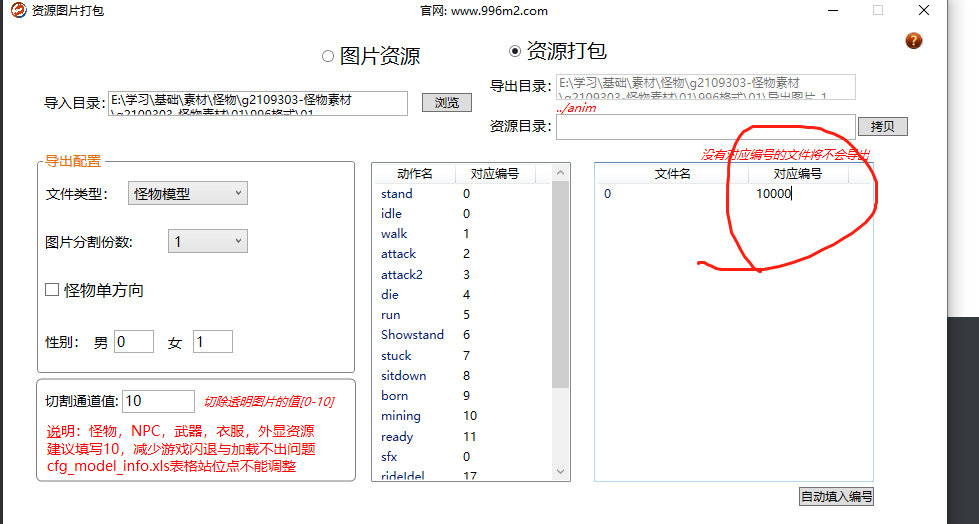 资源图片打包
官网: www.996m2.com
图片资源
资源打包
导入目录:
E:\学习\基础\素材\怪物\g2109303-怪物素材
\g2109303-怪物素材\01\996格式\01
浏览
导出目录:
E:\学习\基础\素材\怪物\g2109303-怪物素材
\g2109303-怪物素材\01\996格式\01\导出图片_1
../anim
资源目录:
拷贝
没有对应编号的文件将不会导出
导出配置
文件类型:
怪物模型
图片分割份数:
1
怪物单方向
性别: 男 0 女 1
切割通道值: 10 切除透明图片的值[0-10]
说明：怪物，NPC，武器，衣服，外显资源
建议填写10，减少游戏闪退与加载不出问题
cfg_model_info.xls表格站位点不能调整
动作名 对应编号
stand 0
idle 0
walk 1
attack 2
attack2 3
die 4
run 5
Showstand 6
stuck 7
sitdown 8
born 9
mining 10
ready 11
sfx 0
rideIdel 17
文件名 对应编号
0 10000
自动填入编号